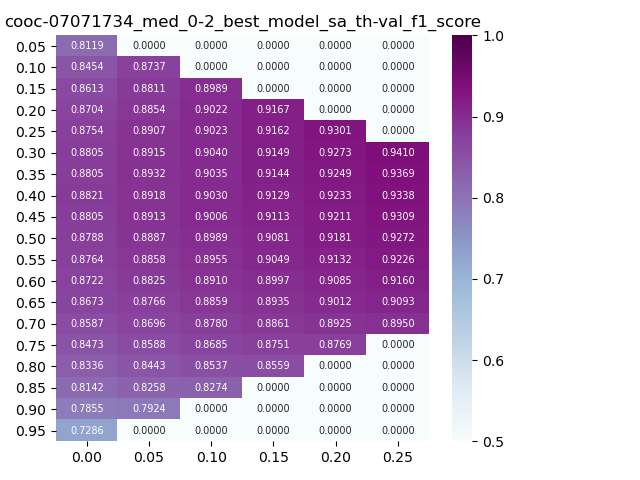 cooc-07071734_med_0-2_best_model_sa_th-val_f1_score
0.05 0.8119 0.0000 0.0000 0.0000 0.0000 0.0000
0.10 0.8454 0.8737 0.0000 0.0000 0.0000 0.0000
0.15 0.8613 0.8811 0.8989 0.0000 0.0000 0.0000
0.20 0.8704 0.8854 0.9022 0.9167 0.0000 0.0000
0.25 0.8754 0.8907 0.9023 0.9162 0.9301 0.0000
0.30 0.8805 0.8915 0.9040 0.9149 0.9273 0.9410
0.35 0.8805 0.8932 0.9035 0.9144 0.9249 0.9369
0.40 0.8821 0.8918 0.9030 0.9129 0.9233 0.9338
0.45 0.8805 0.8913 0.9006 0.9113 0.9211 0.9309
0.50 0.8788 0.8887 0.8989 0.9081 0.9181 0.9272
0.55 0.8764 0.8858 0.8955 0.9049 0.9132 0.9226
0.60 0.8722 0.8825 0.8910 0.8997 0.9085 0.9160
0.65 0.8673 0.8766 0.8859 0.8935 0.9012 0.9093
0.70 0.8587 0.8696 0.8780 0.8861 0.8925 0.8950
0.75 0.8473 0.8588 0.8685 0.8751 0.8769 0.0000
0.80 0.8336 0.8443 0.8537 0.8559 0.0000 0.0000
0.85 0.8142 0.8258 0.8274 0.0000 0.0000 0.0000
0.90 0.7855 0.7924 0.0000 0.0000 0.0000 0.0000
0.95 0.7286 0.0000 0.0000 0.0000 0.0000 0.0000
0.00 0.05 0.10 0.15 0.20 0.25
1.0
0.9
0.8
0.7
0.6
0.5